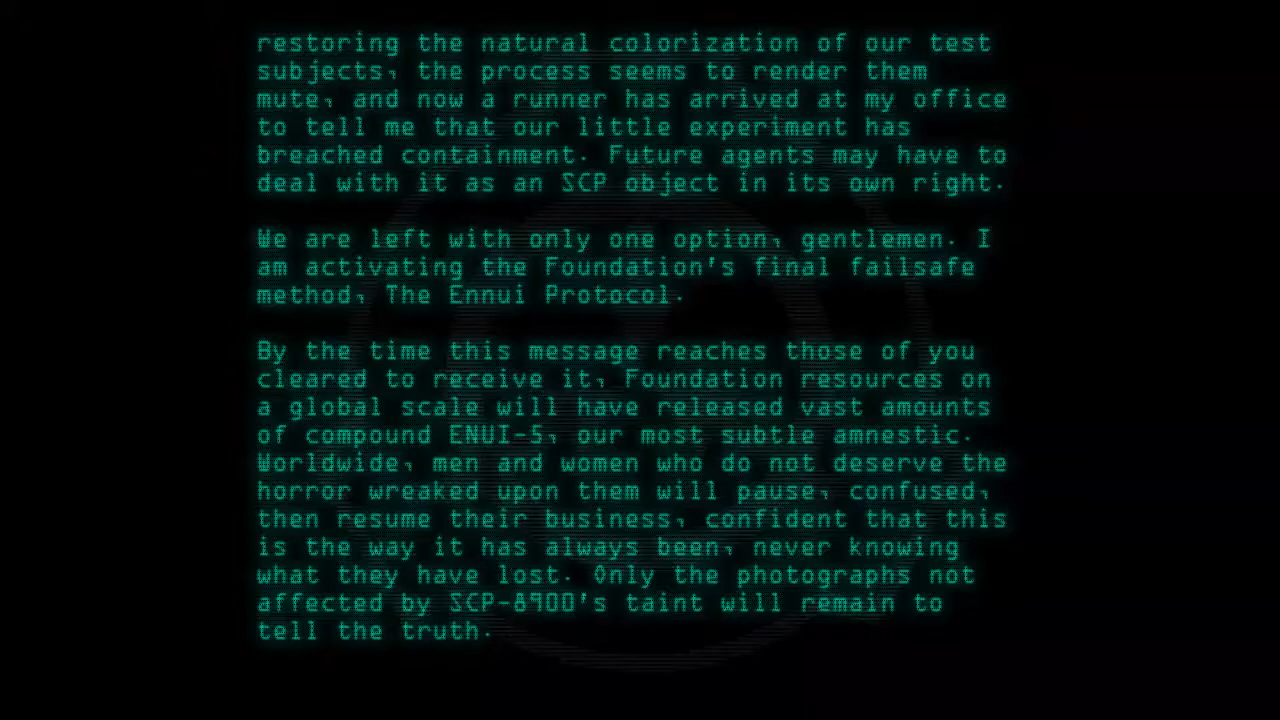 restoring the natural colorization of our test
subjects, the process seems to render them
mute, and now a runner has arrived at my office
to tell me that our little experiment has
breached containment. Future agents may have to
deal with it as an SCP object in its own right.
We are left with only one option, gentlemen. I
am activating the Foundation's final failsafe
method, The Ennui Protocol.
By the time this message reaches those of you
cleared to receive it, Foundation resources on
a global scale will have released vast amounts
of compound ENUI-5, our most subtle amnestic.
Worldwide, men and women who do not deserve the
horror wreaked upon them will pause, confused,
then resume their business, confident that this
is the way it has always been, never knowing
what they have lost. Only the photographs not
affected by SCP-8900's taint will remain to
tell the truth.